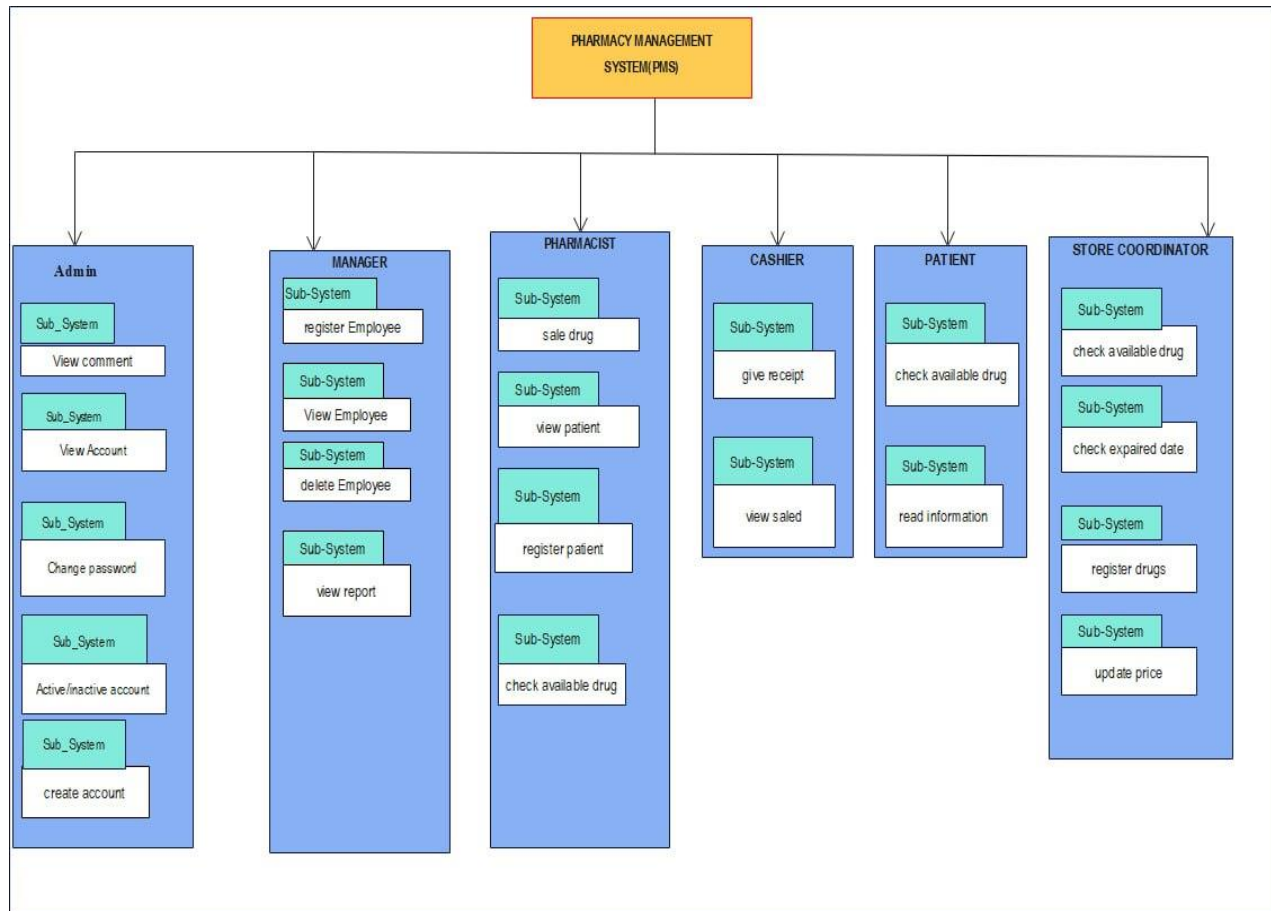 PHARMACY MANAGEMENT
SYSTEM(PMS)
Admin
Sub_System
View comment
Sub_System
View Account
Sub_System
Change password
Sub_System
Active/inactive account
Sub_System
create account
MANAGER
Sub-System
register Employee
Sub-System
View Employee
Sub-System
delete Employee
Sub-System
view report
PHARMACIST
Sub-System
sale drug
Sub-System
view patient
Sub-System
register patient
Sub-System
check available drug
CASHIER
Sub-System
give receipt
Sub-System
view saled
PATIENT
Sub-System
check available drug
Sub-System
read information
STORE COORDINATOR
Sub-System
check available drug
Sub-System
check expaired date
Sub-System
register drugs
Sub-System
update price